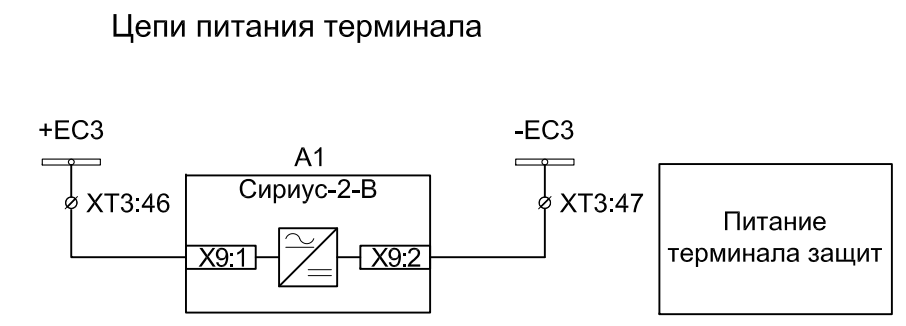 Цепи питания терминала
+ЕС3
-ЕС3
А1
Сириус-2-В
ХТ3:46
ХТ3:47
Х9:1
Х9:2
Питание
терминала защит